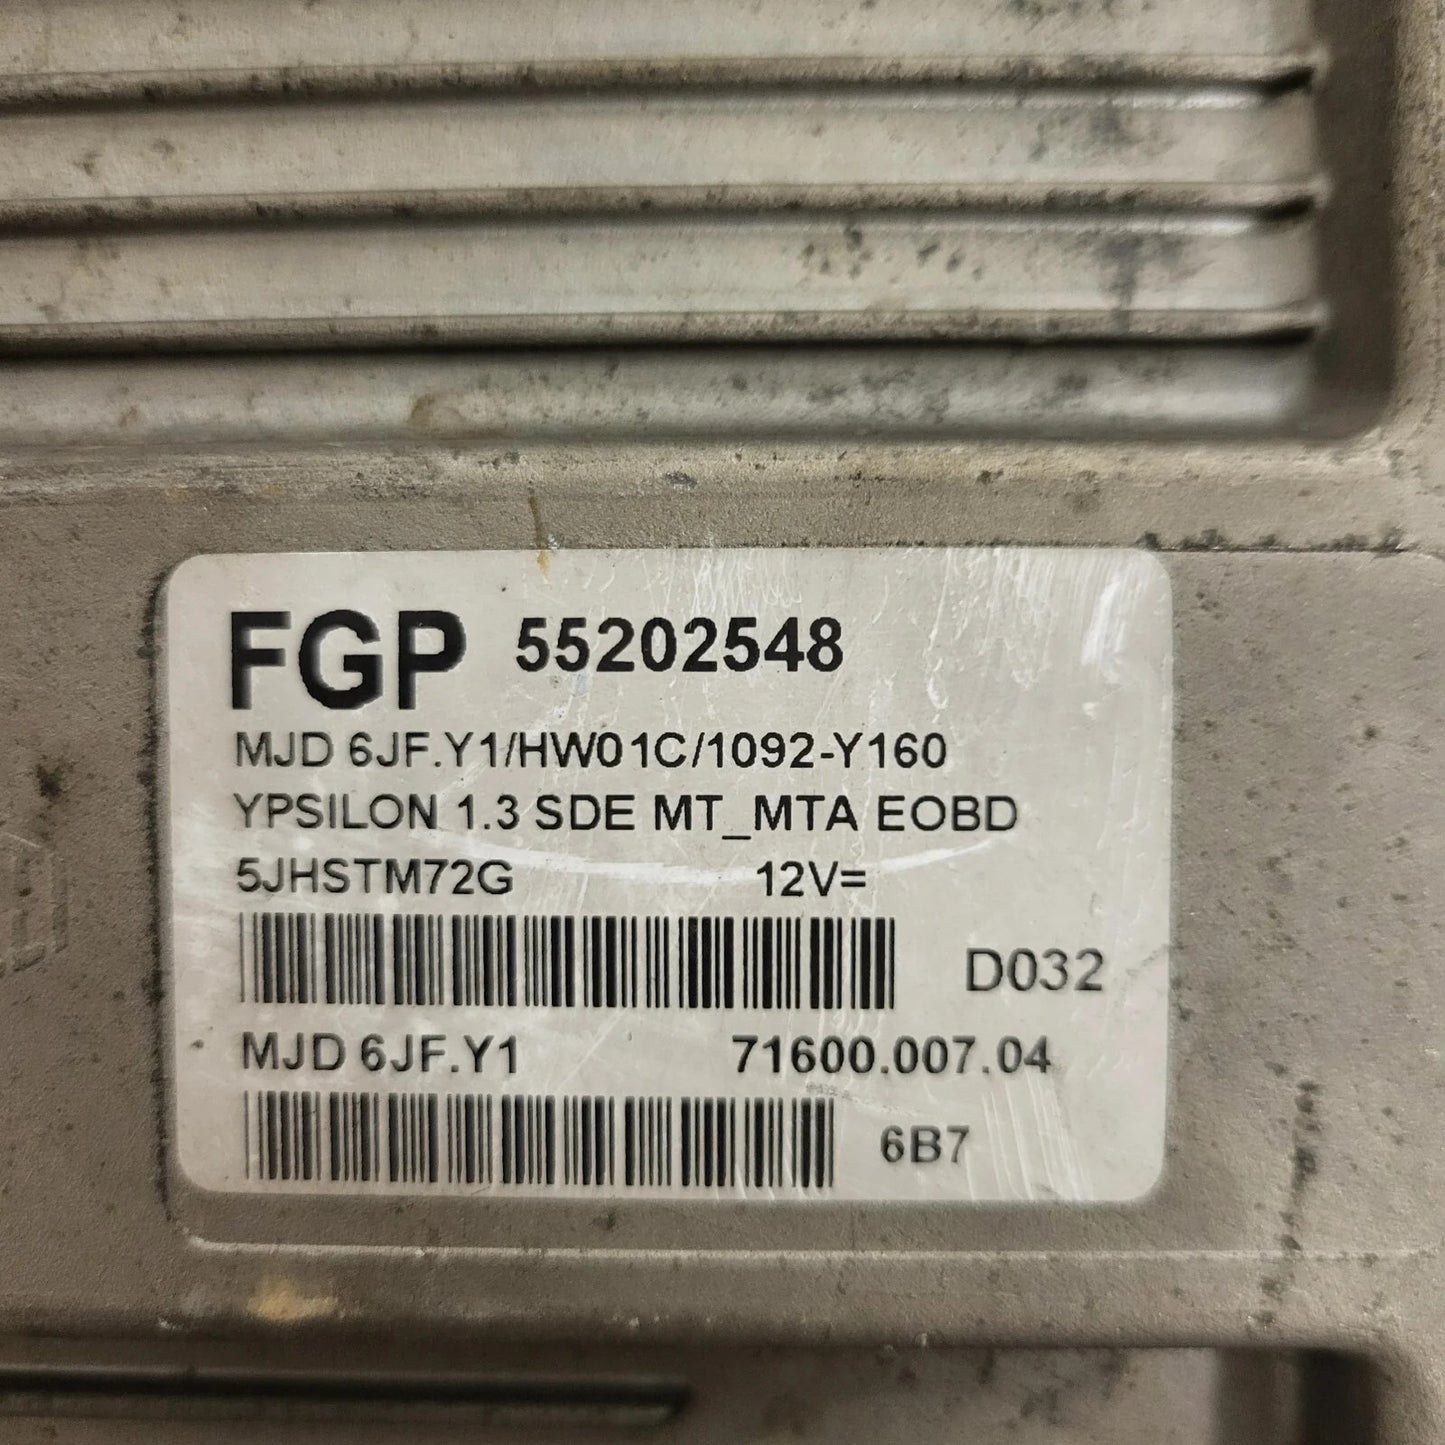 FGP 55202548
MJD 6JF.Y1/HW01C/1092-Y160
YPSILON 1.3 SDE MT_MTA EOBD
5JHSTM72G 12V=
D032
MJD 6JF.Y1 71600.007.04
6B7